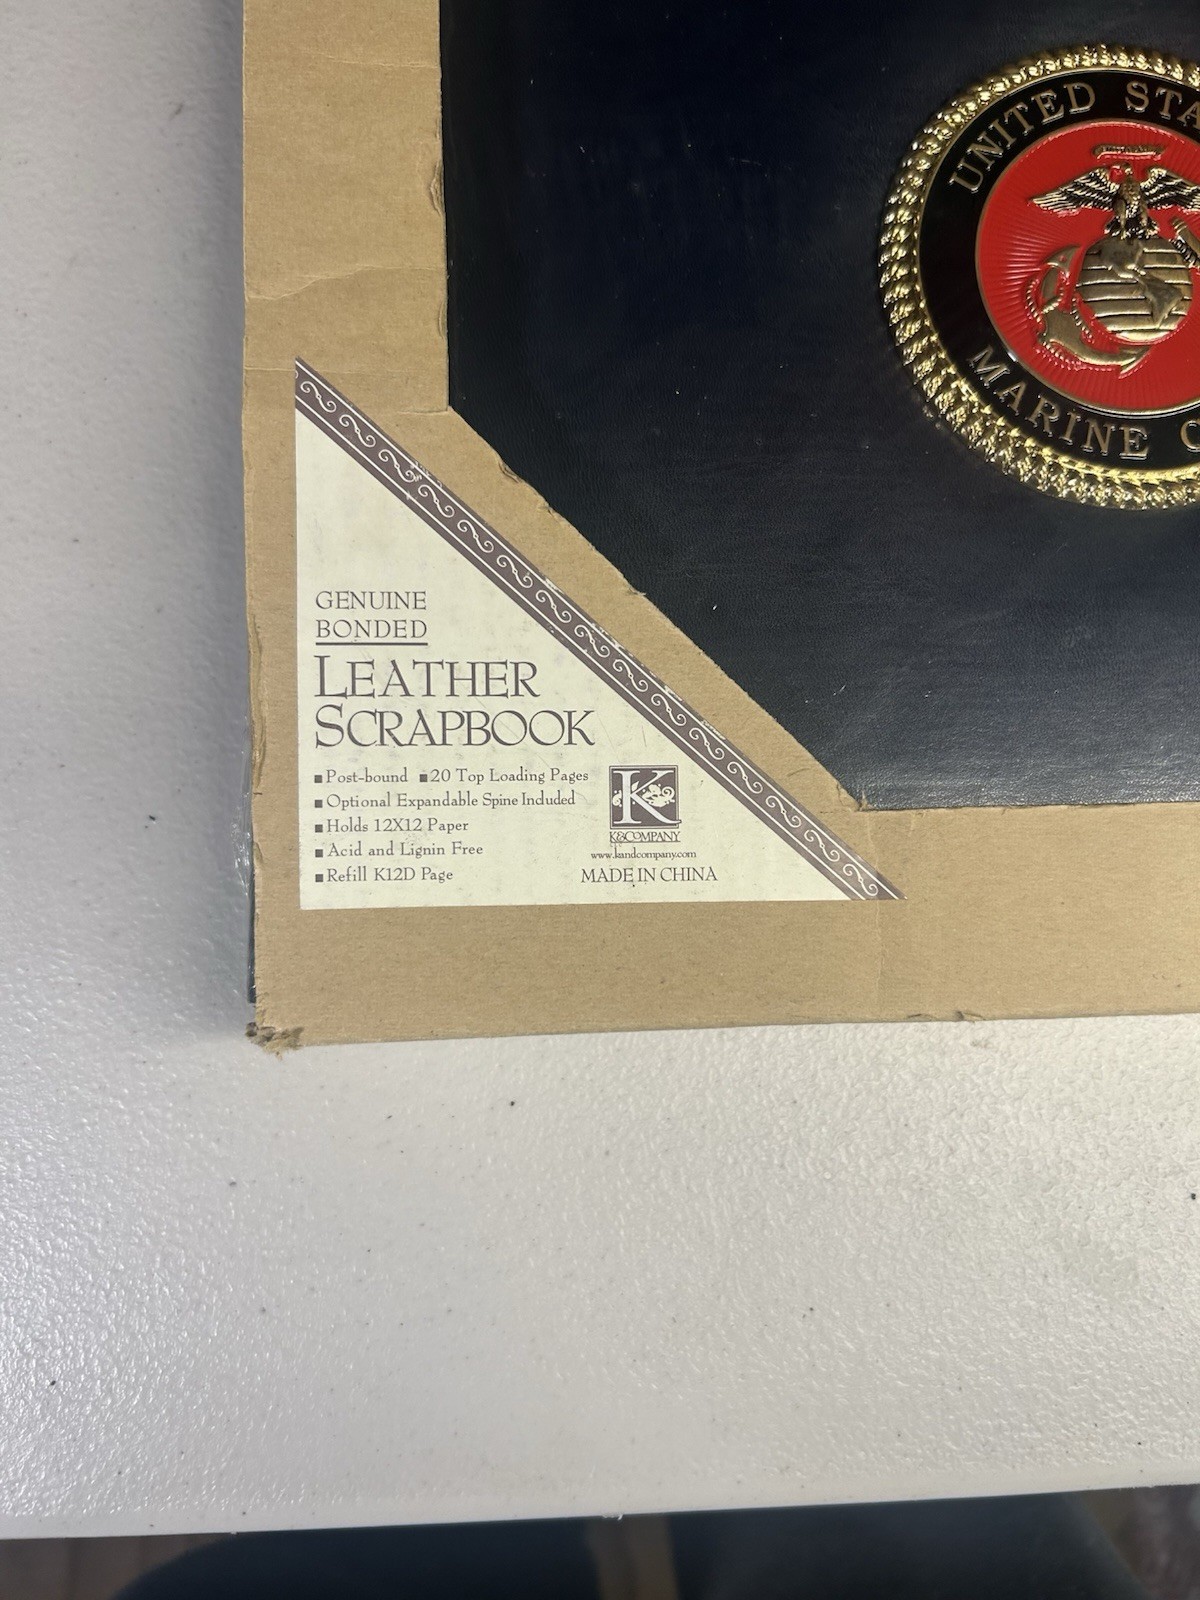 UNITED STA
MARINE C
GENUINE
BONDED
LEATHER
SCRAPBOOK
■Post-bound ■20 Top Loading Pages
■Optional Expandable Spine Included
■Holds 12X12 Paper
■Acid and Lignin Free
■Refill K12D Page
K
K&COMPANY
www.kandcompany.com
MADE IN CHINA